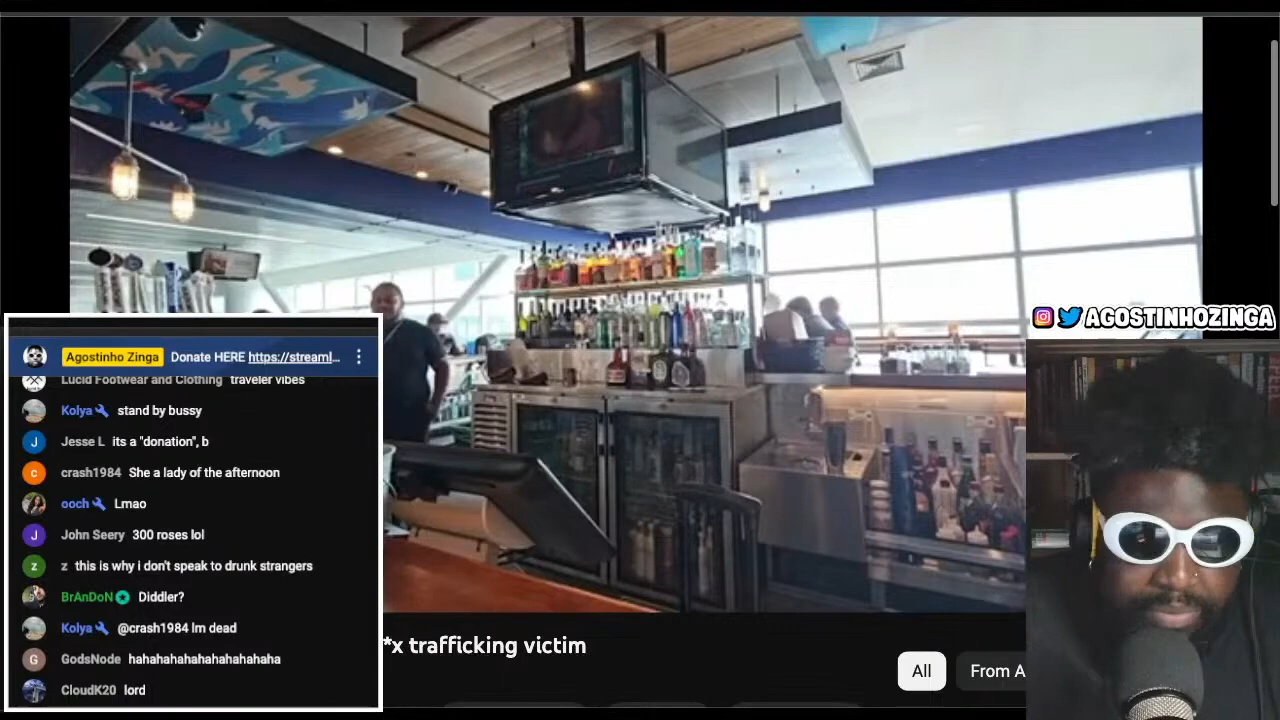 AGOSTINHOZINGA
Agostinho Zinga Donate HERE https://streaml...
Lucid Footwear and Clothing traveler vibes
Kolya stand by bussy
J Jesse L its a "donation", b
c crash1984 She a lady of the afternoon
ooch Lmao
J John Seery 300 roses lol
z z this is why i don't speak to drunk strangers
BrAnDoN Diddler?
Kolya @crash1984 Im dead
G GodsNode hahahahahahahahahaha
CloudK20 lord
*x trafficking victim
All From A